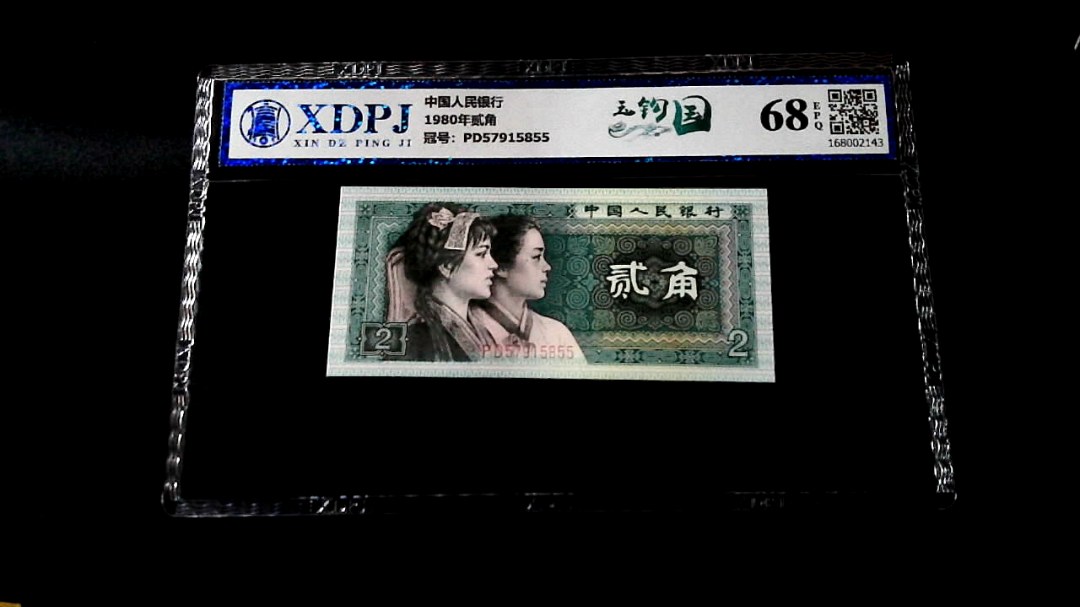 XDPJ
XIN DE PING JI
中国人民银行
1980年贰角
冠号：PD57915855
玉钩国
68
EPQ
168002143
中国人民银行
贰角
2
2
PD57915855